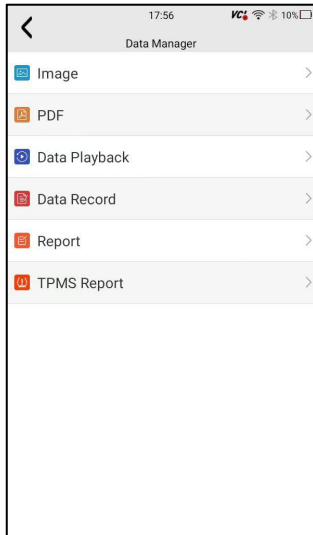 17:56 VCI 10%
Data Manager
Image
PDF
Data Playback
Data Record
Report
TPMS Report